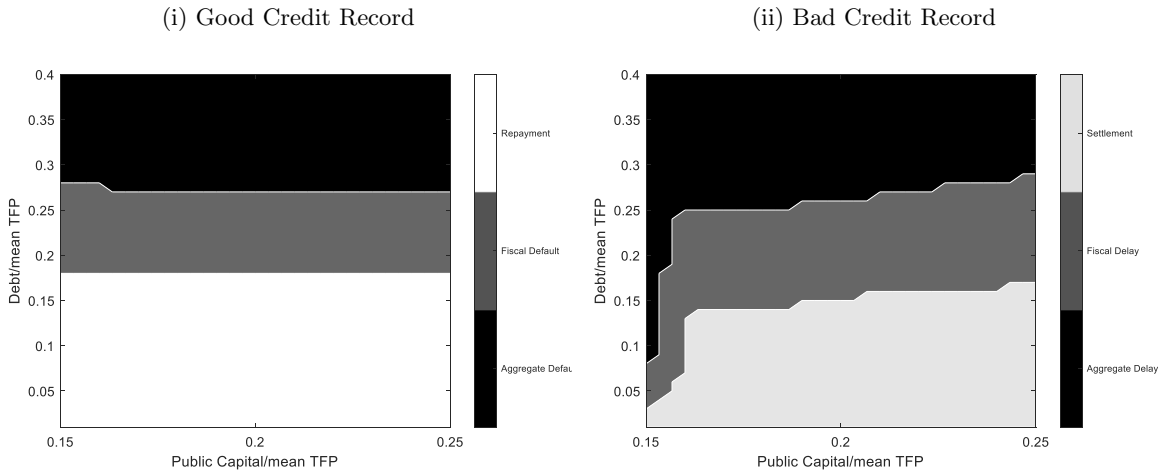 (i) Good Credit Record
0.4
0.35
0.3
0.25
0.2
0.15
0.1
0.05
0.15
0.2
0.25
Debt/mean TFP
Public Capital/mean TFP
Repayment
Fiscal Default
Aggregate Defau
(ii) Bad Credit Record
0.4
0.35
0.3
0.25
0.2
0.15
0.1
0.05
0.15
0.2
0.25
Debt/mean TFP
Public Capital/mean TFP
Settlement
Fiscal Delay
Aggregate Delay